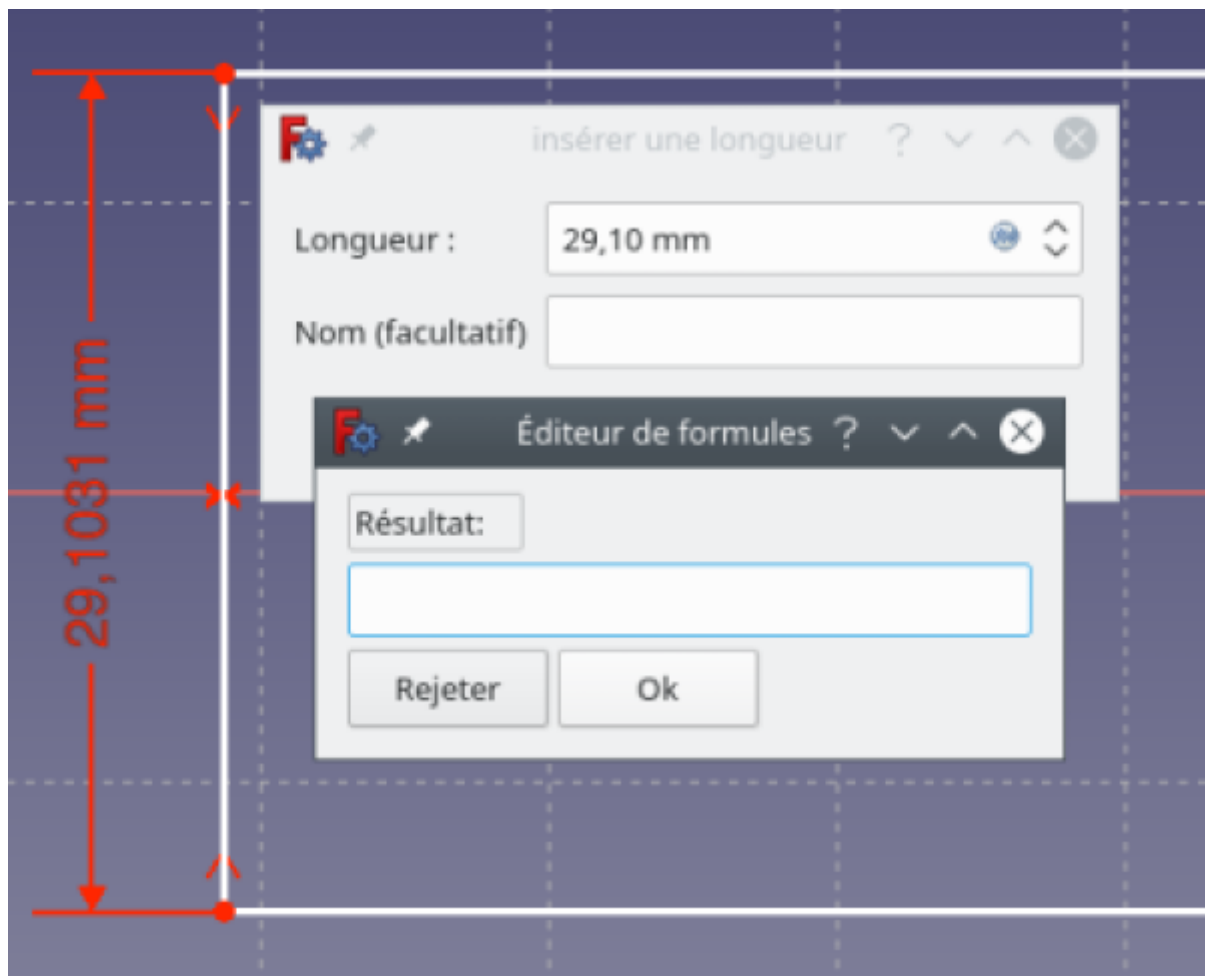 insérer une longueur
Longueur : 29,10 mm
Nom (facultatif)
Éditeur de formules
Résultat:
Rejeter Ok
29,1031 mm